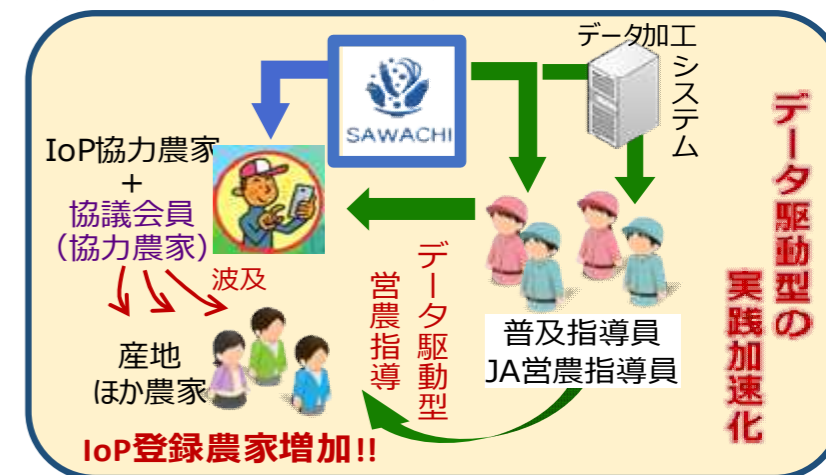 データ加工
システム
SAWACHI
IoP協力農家
+
協議会員
(協力農家)
波及
産地
ほか農家
データ駆動型
営農指導
普及指導員
JA営農指導員
データ駆動型の
実践加速化
IoP登録農家増加!!